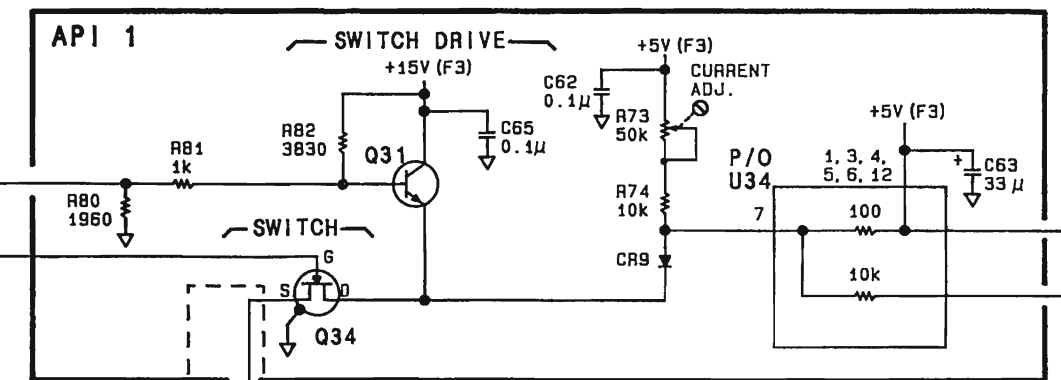 API 1
SWITCH DRIVE
+15V (F3)
+5V (F3)
CURRENT
ADJ.
C62
0.1µ
R82
3830
C65
0.1µ
R73
50k
+5V (F3)
R81
1k
Q31
P/O
U34
1, 3, 4,
5, 6, 12
+
C63
33 µ
R80
1960
R74
10k
7
100
SWITCH
G
CR9
10k
S
D
Q34